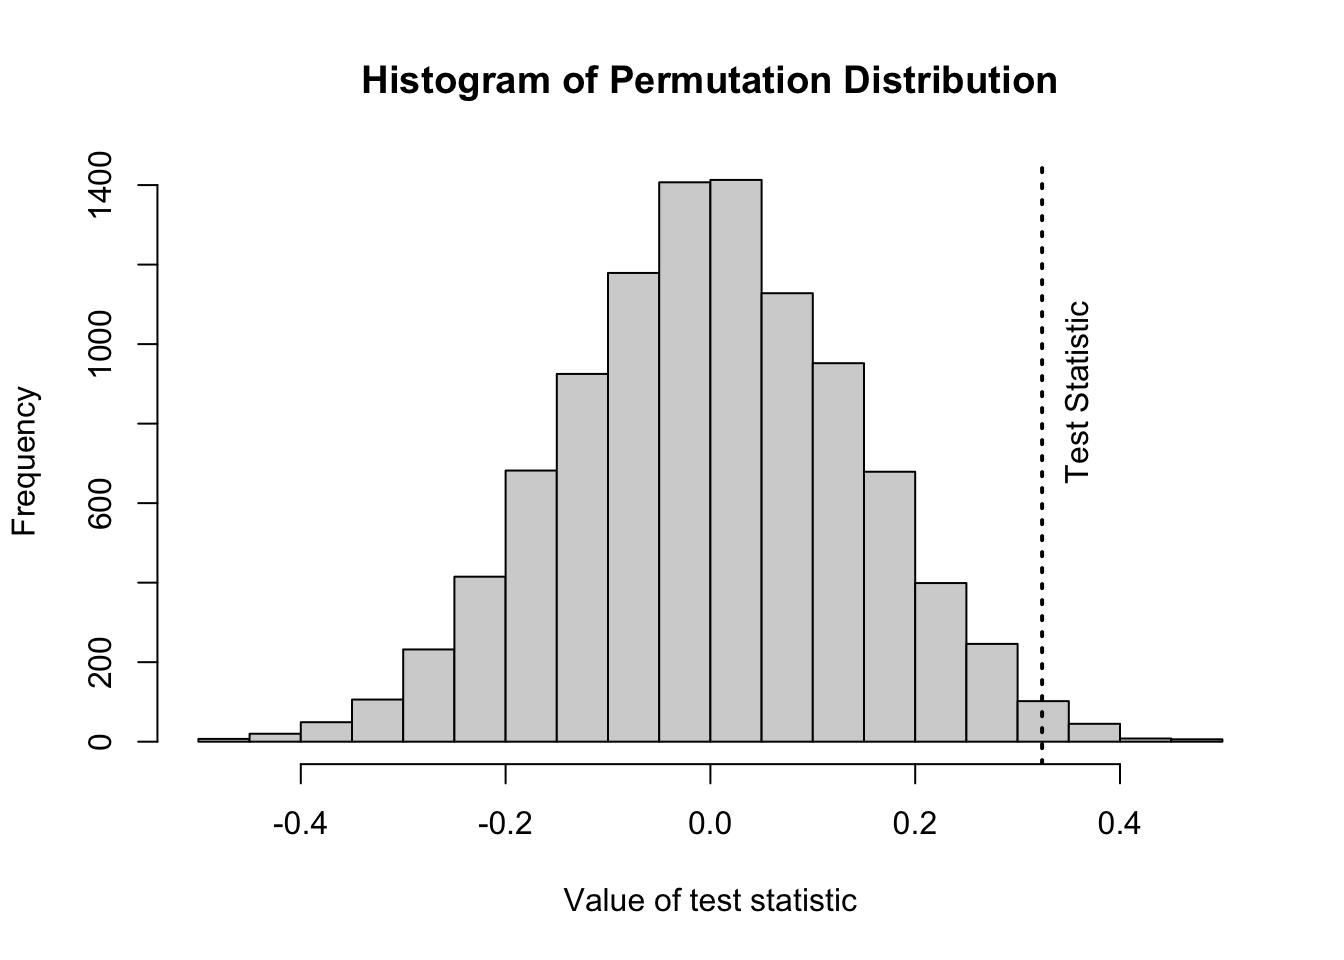 Histogram of Permutation Distribution
Frequency
1400
1000
600
200
0
Test Statistic
-0.4
-0.2
0.0
0.2
0.4
Value of test statistic